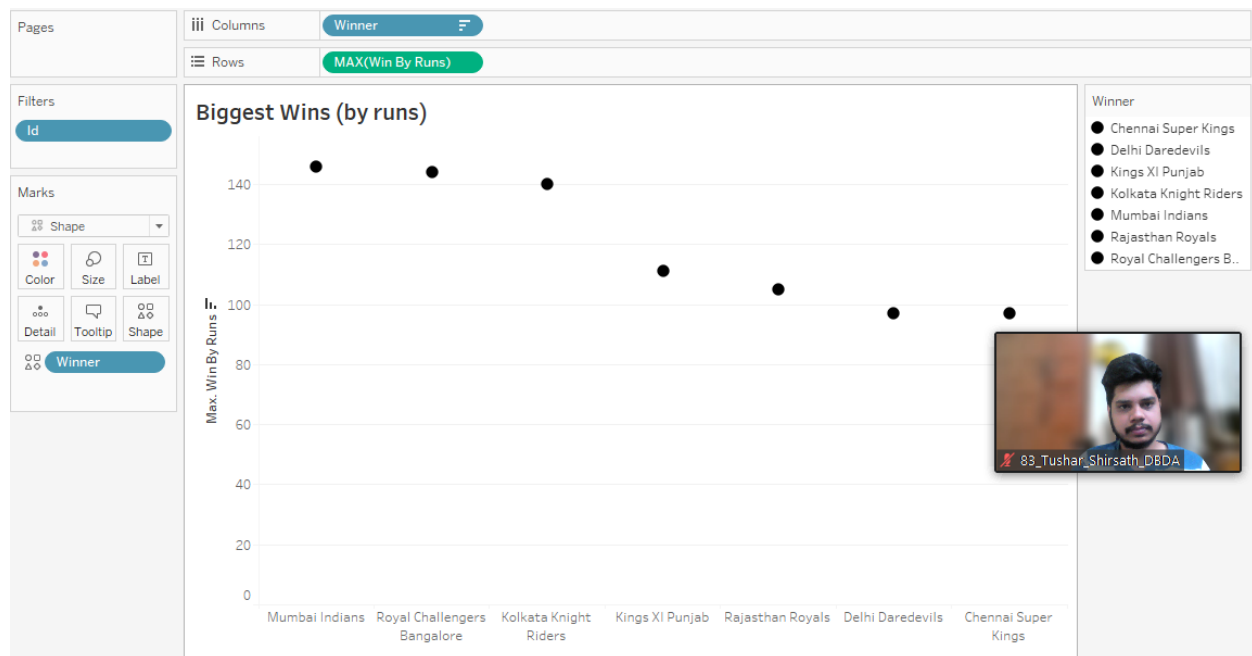 Pages
Columns
Winner
Rows
MAX(Win By Runs)
Filters
Id
Marks
Shape
Color
Size
Label
Detail
Tooltip
Shape
Winner
Biggest Wins (by runs)
Max. Win By Runs
140
120
100
80
60
40
20
0
Mumbai Indians
Royal Challengers
Bangalore
Kolkata Knight
Riders
Kings XI Punjab
Rajasthan Royals
Delhi Daredevils
Chennai Super
Kings
Winner
Chennai Super Kings
Delhi Daredevils
Kings XI Punjab
Kolkata Knight Riders
Mumbai Indians
Rajasthan Royals
Royal Challengers B..
83_Tushar_Shirsath_DBDA